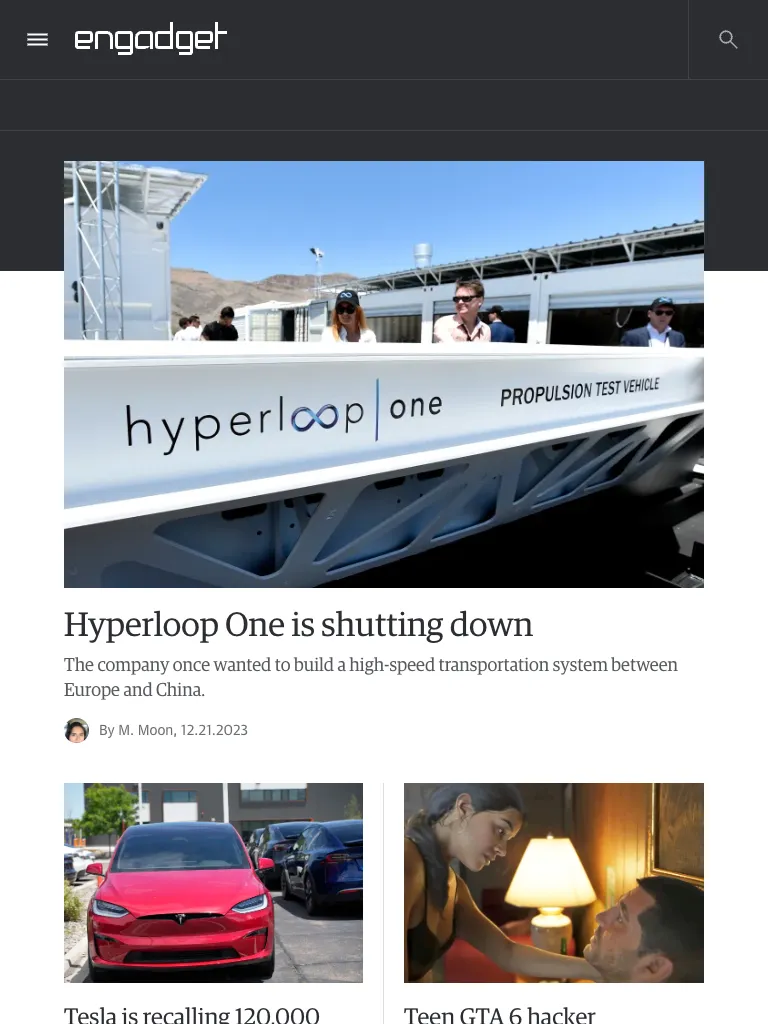 engadget
hyperloop | one
PROPULSION TEST VEHICLE
Hyperloop One is shutting down
The company once wanted to build a high-speed transportation system between
Europe and China.
By M. Moon, 12.21.2023
Tesla is recalling 120,000
Teen GTA 6 hacker